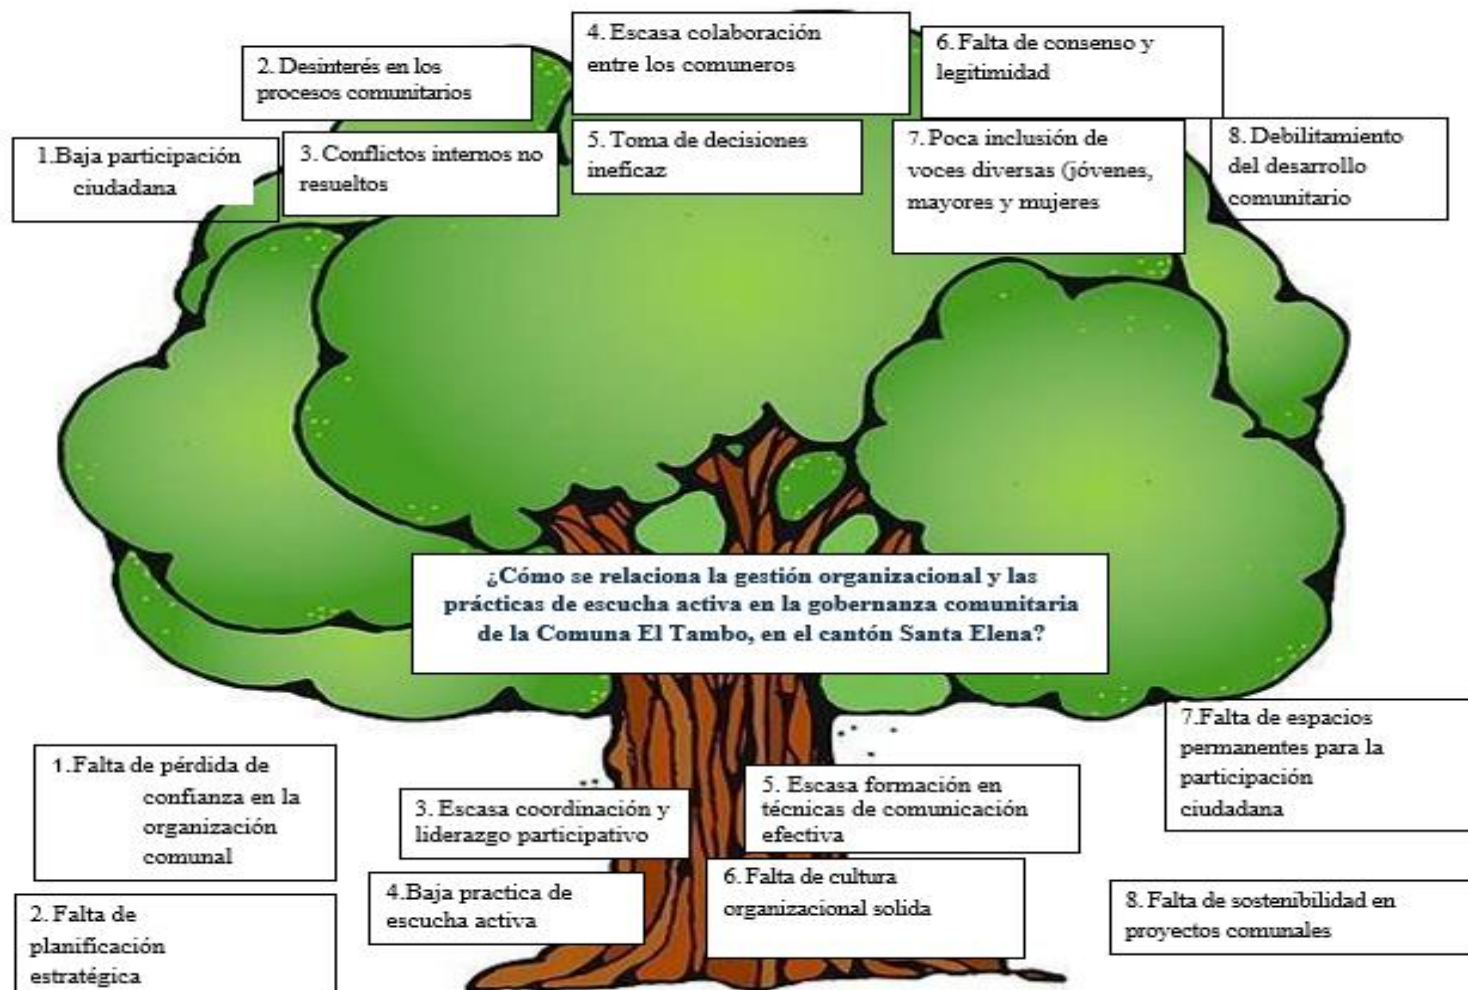 4. Escasa colaboración
entre los comuneros
6. Falta de consenso y
legitimidad
2. Desinterés en los
procesos comunitarios
1.Baja participación
ciudadana
3. Conflictos internos no
resueltos
5. Toma de decisiones
ineficaz
7. Poca inclusión de
voces diversas (jóvenes,
mayores y mujeres
8. Debilitamiento
del desarrollo
comunitario
¿Cómo se relaciona la gestión organizacional y las
prácticas de escucha activa en la gobernanza comunitaria
de la Comuna El Tambo, en el cantón Santa Elena?
1.Falta de pérdida de
confianza en la
organización
comunal
2. Falta de
planificación
estratégica
3. Escasa coordinación y
liderazgo participativo
4.Baja practica de
escucha activa
5. Escasa formación en
técnicas de comunicación
efectiva
6. Falta de cultura
organizacional solida
7.Falta de espacios
permanentes para la
participación
ciudadana
8. Falta de sostenibilidad en
proyectos comunales